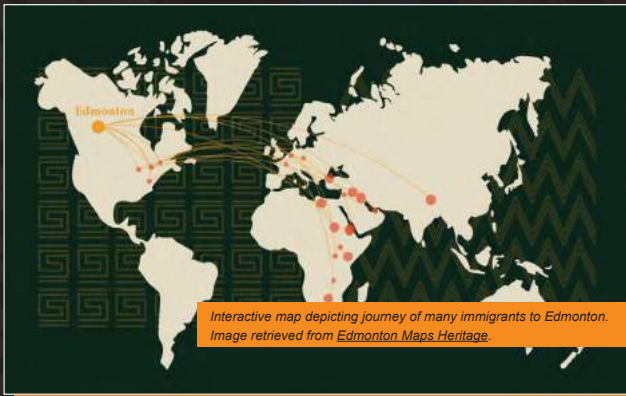 Edmonton
Interactive map depicting journey of many immigrants to Edmonton.
Image retrieved from Edmonton Maps Heritage.